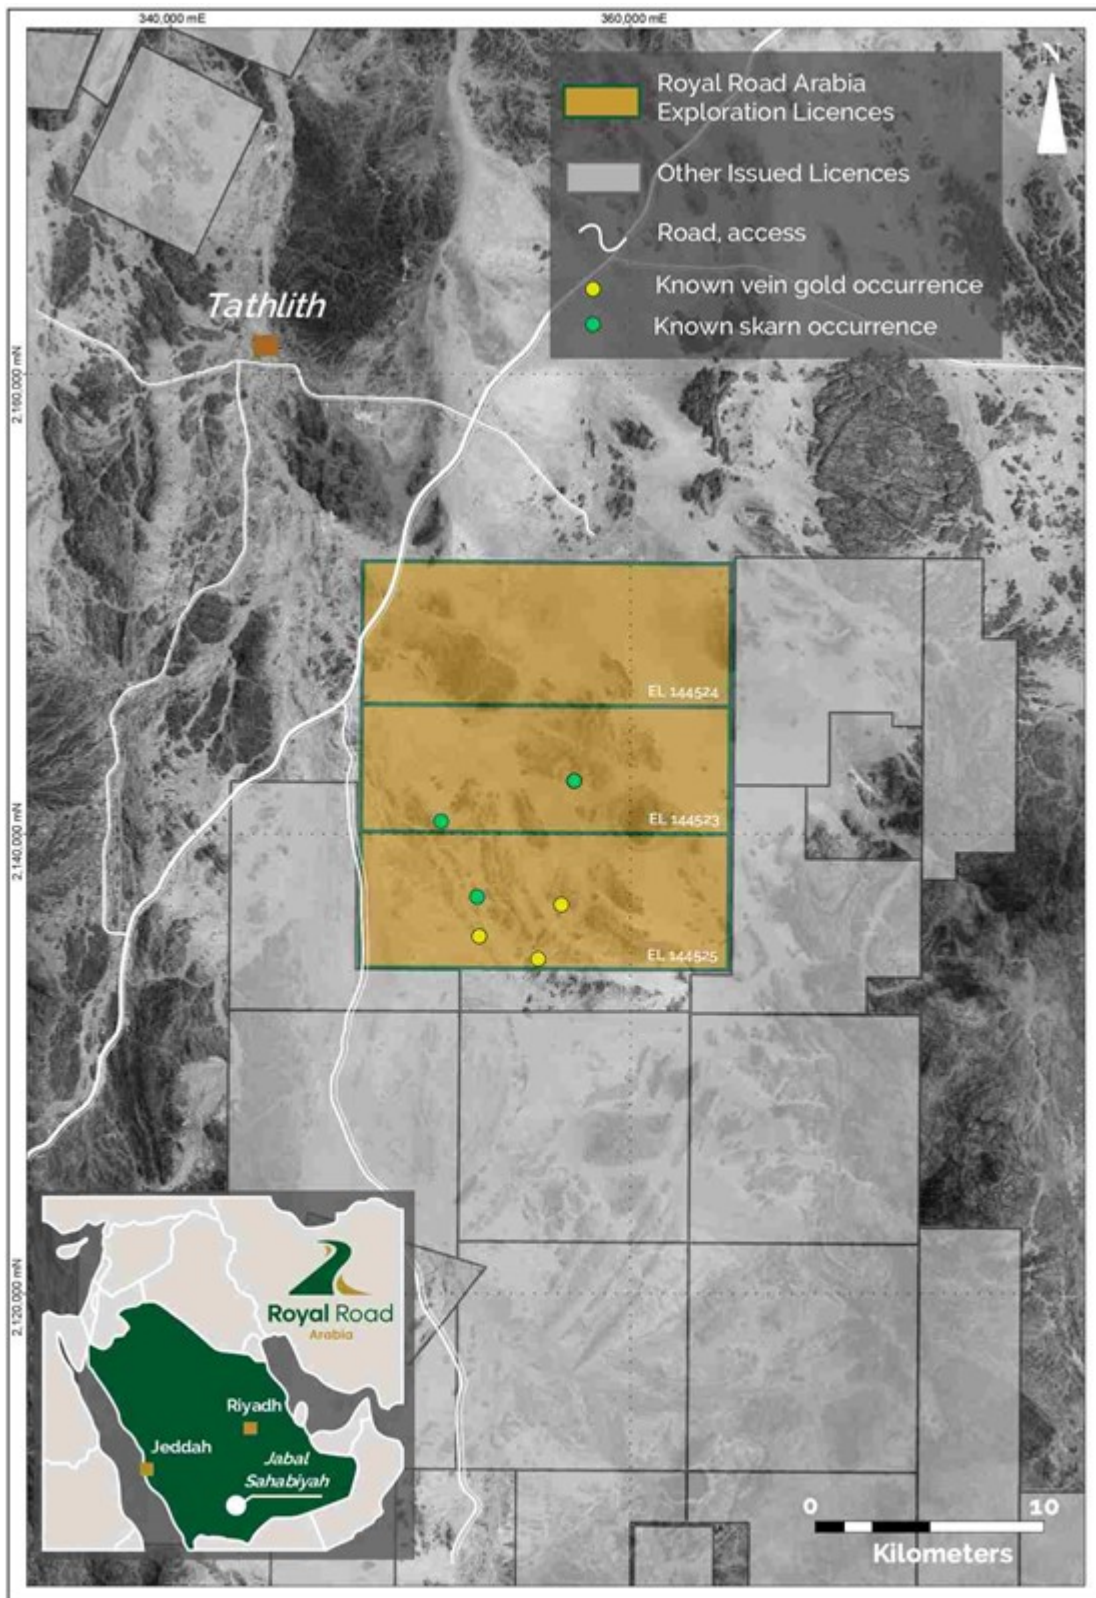 340,000 mE
360,000 mE
N
Royal Road Arabia
Exploration Licences
Other Issued Licences
Road, access
Known vein gold occurrence
Known skarn occurrence
Tathlith
2,160,000 mN
EL 144524
EL 144523
2,140,000 mN
EL 144525
2,120,000 mN
Royal Road
Arabia
Riyadh
Jeddah
Jabal
Sahabiyah
0 10
Kilometers